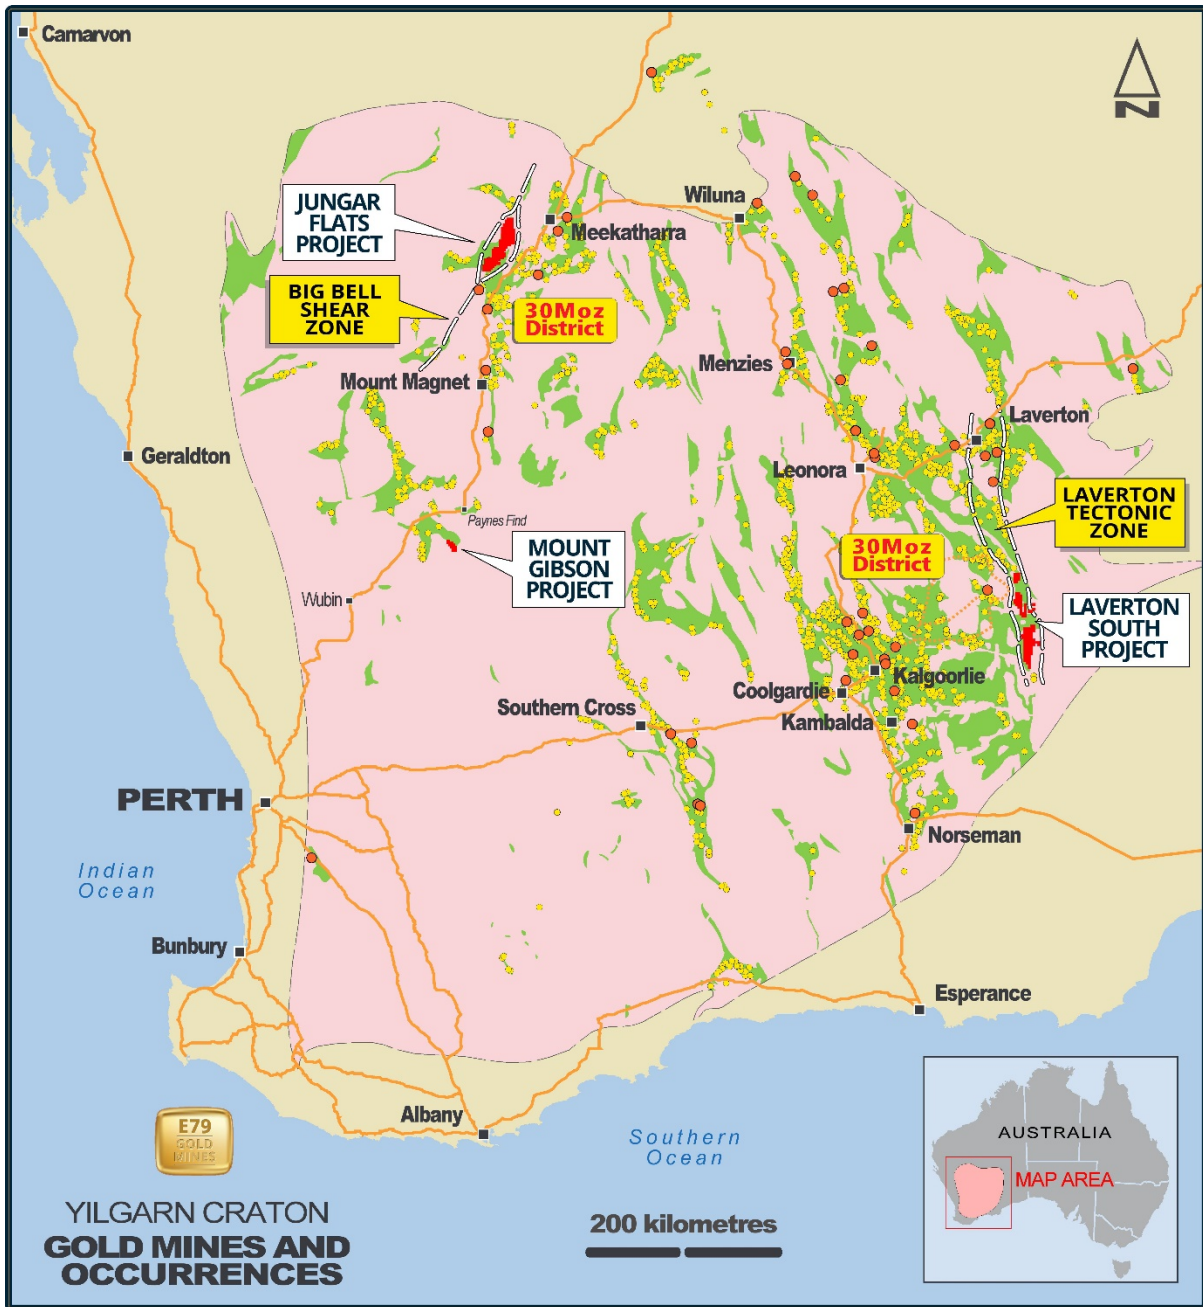 Carnarvon
N
Wiluna
JUNGAR
FLATS
PROJECT
Meekatharra
BIG BELL
SHEAR
ZONE
30Moz
District
Menzies
Mount Magnet
Laverton
Geraldton
Leonora
LAVERTON
TECTONIC
ZONE
Paynes Find
MOUNT
GIBSON
PROJECT
30Moz
District
Wubin
LAVERTON
SOUTH
PROJECT
Kalgoorlie
Coolgardie
Southern Cross
Kambalda
PERTH
Norseman
Indian
Ocean
Bunbury
Esperance
Albany
E79
GOLD
MINES
Southern
Ocean
AUSTRALIA
MAP AREA
YILGARN CRATON
GOLD MINES AND
OCCURRENCES
200 kilometres